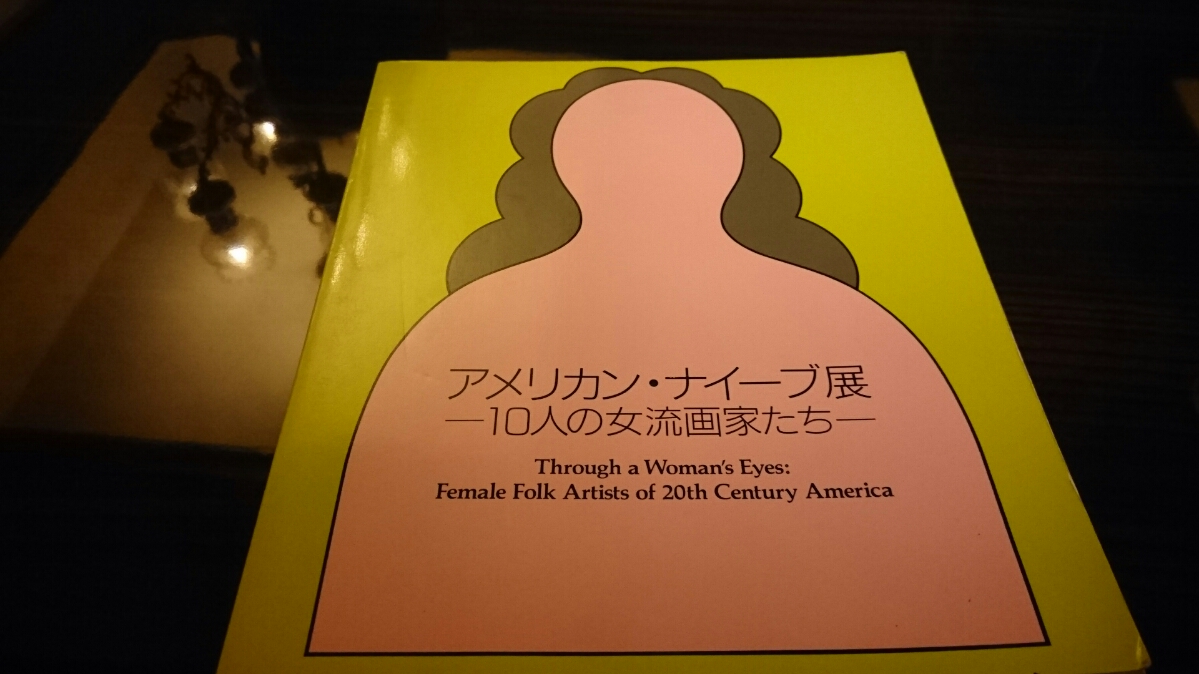 アメリカン・ナイーブ展
―10人の女流画家たち―
Through a Woman's Eyes:
Female Folk Artists of 20th Century America